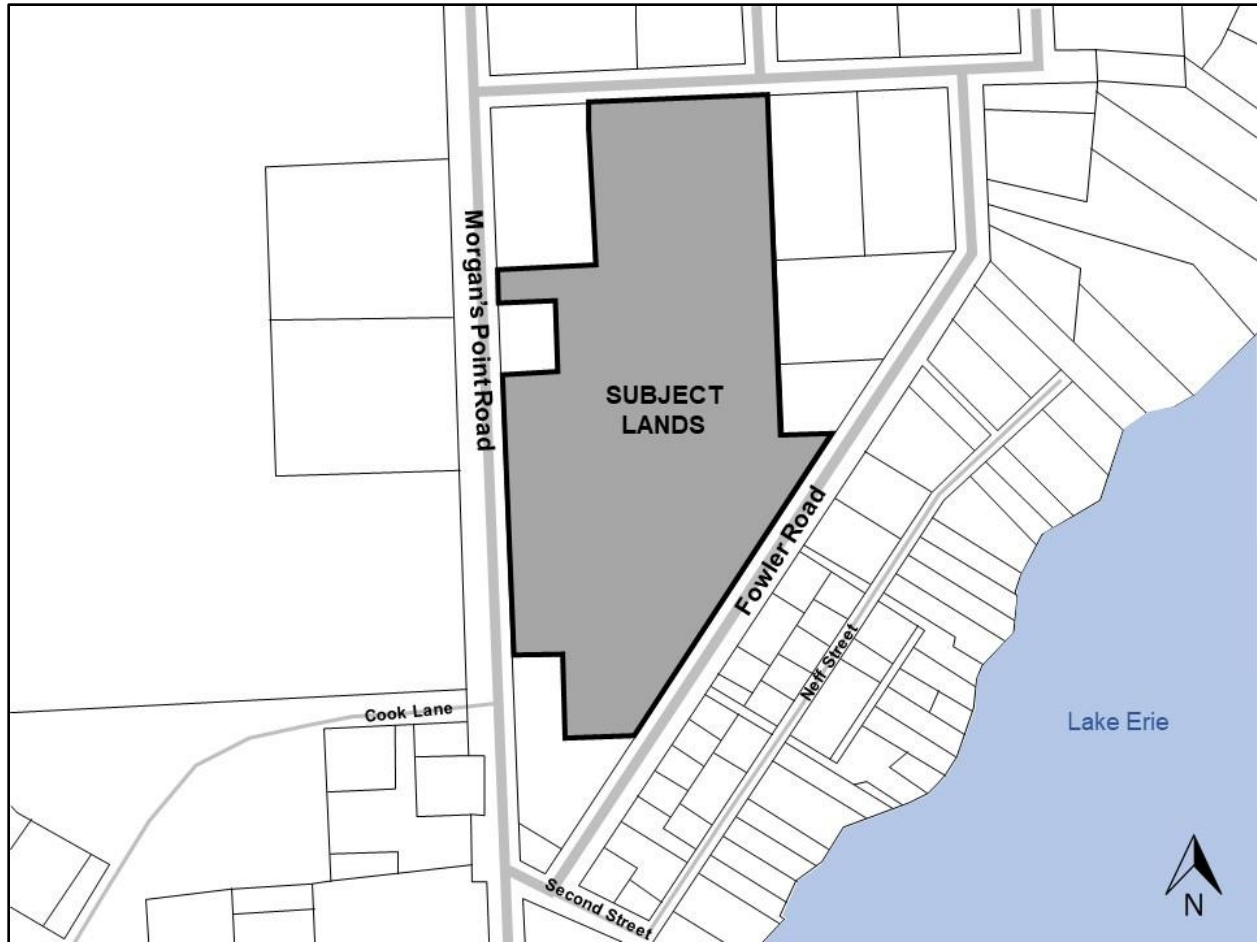 Morgan's Point Road
SUBJECT
LANDS
Fowler Road
Neff Street
Cook Lane
Lake Erie
Second Street
N